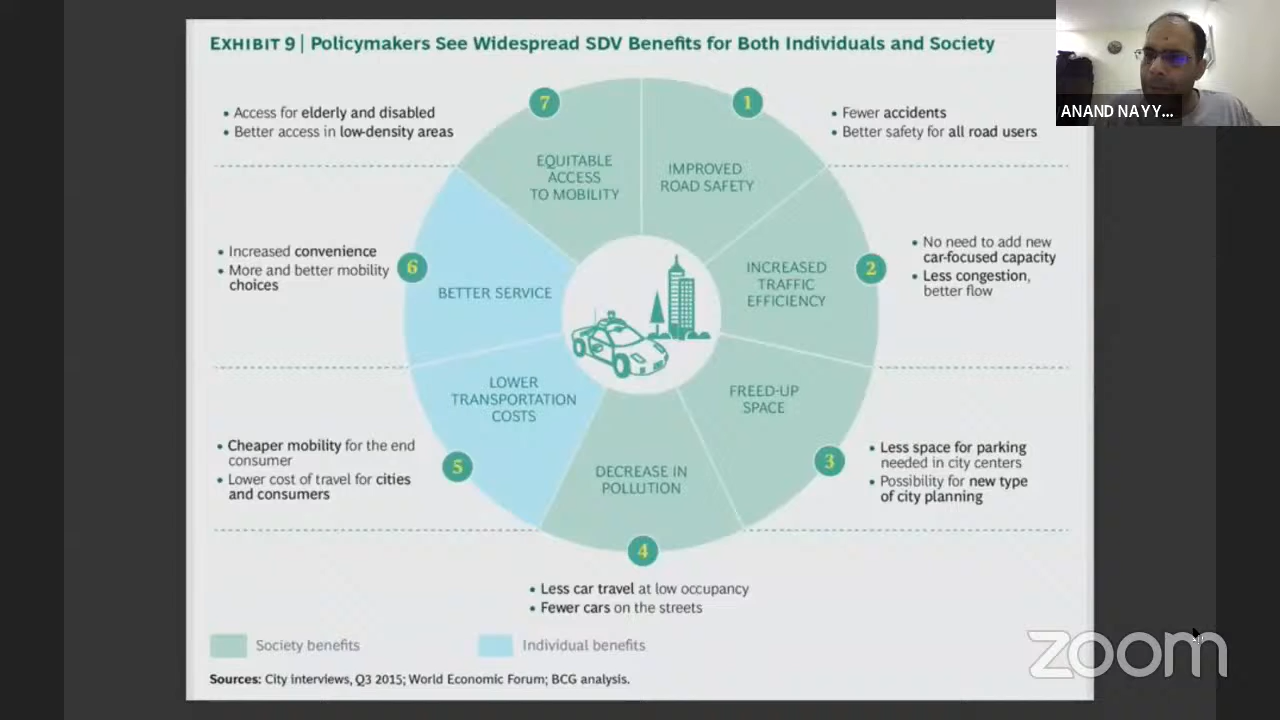 EXHIBIT 9 | Policymakers See Widespread SDV Benefits for Both Individuals and Society
ANAND NAYY...
7
1
• Access for elderly and disabled
• Better access in low-density areas
• Fewer accidents
• Better safety for all road users
EQUITABLE
ACCESS
TO MOBILITY
IMPROVED
ROAD SAFETY
• Increased convenience
• More and better mobility
choices
6
BETTER SERVICE
INCREASED
TRAFFIC
EFFICIENCY
2
• No need to add new
car-focused capacity
• Less congestion,
better flow
LOWER
TRANSPORTATION
COSTS
FREED-UP
SPACE
• Cheaper mobility for the end
consumer
• Lower cost of travel for cities
and consumers
5
DECREASE IN
POLLUTION
3
• Less space for parking
needed in city centers
• Possibility for new type
of city planning
4
• Less car travel at low occupancy
• Fewer cars on the streets
Society benefits
Individual benefits
Sources: City interviews, Q3 2015; World Economic Forum; BCG analysis.
zoom